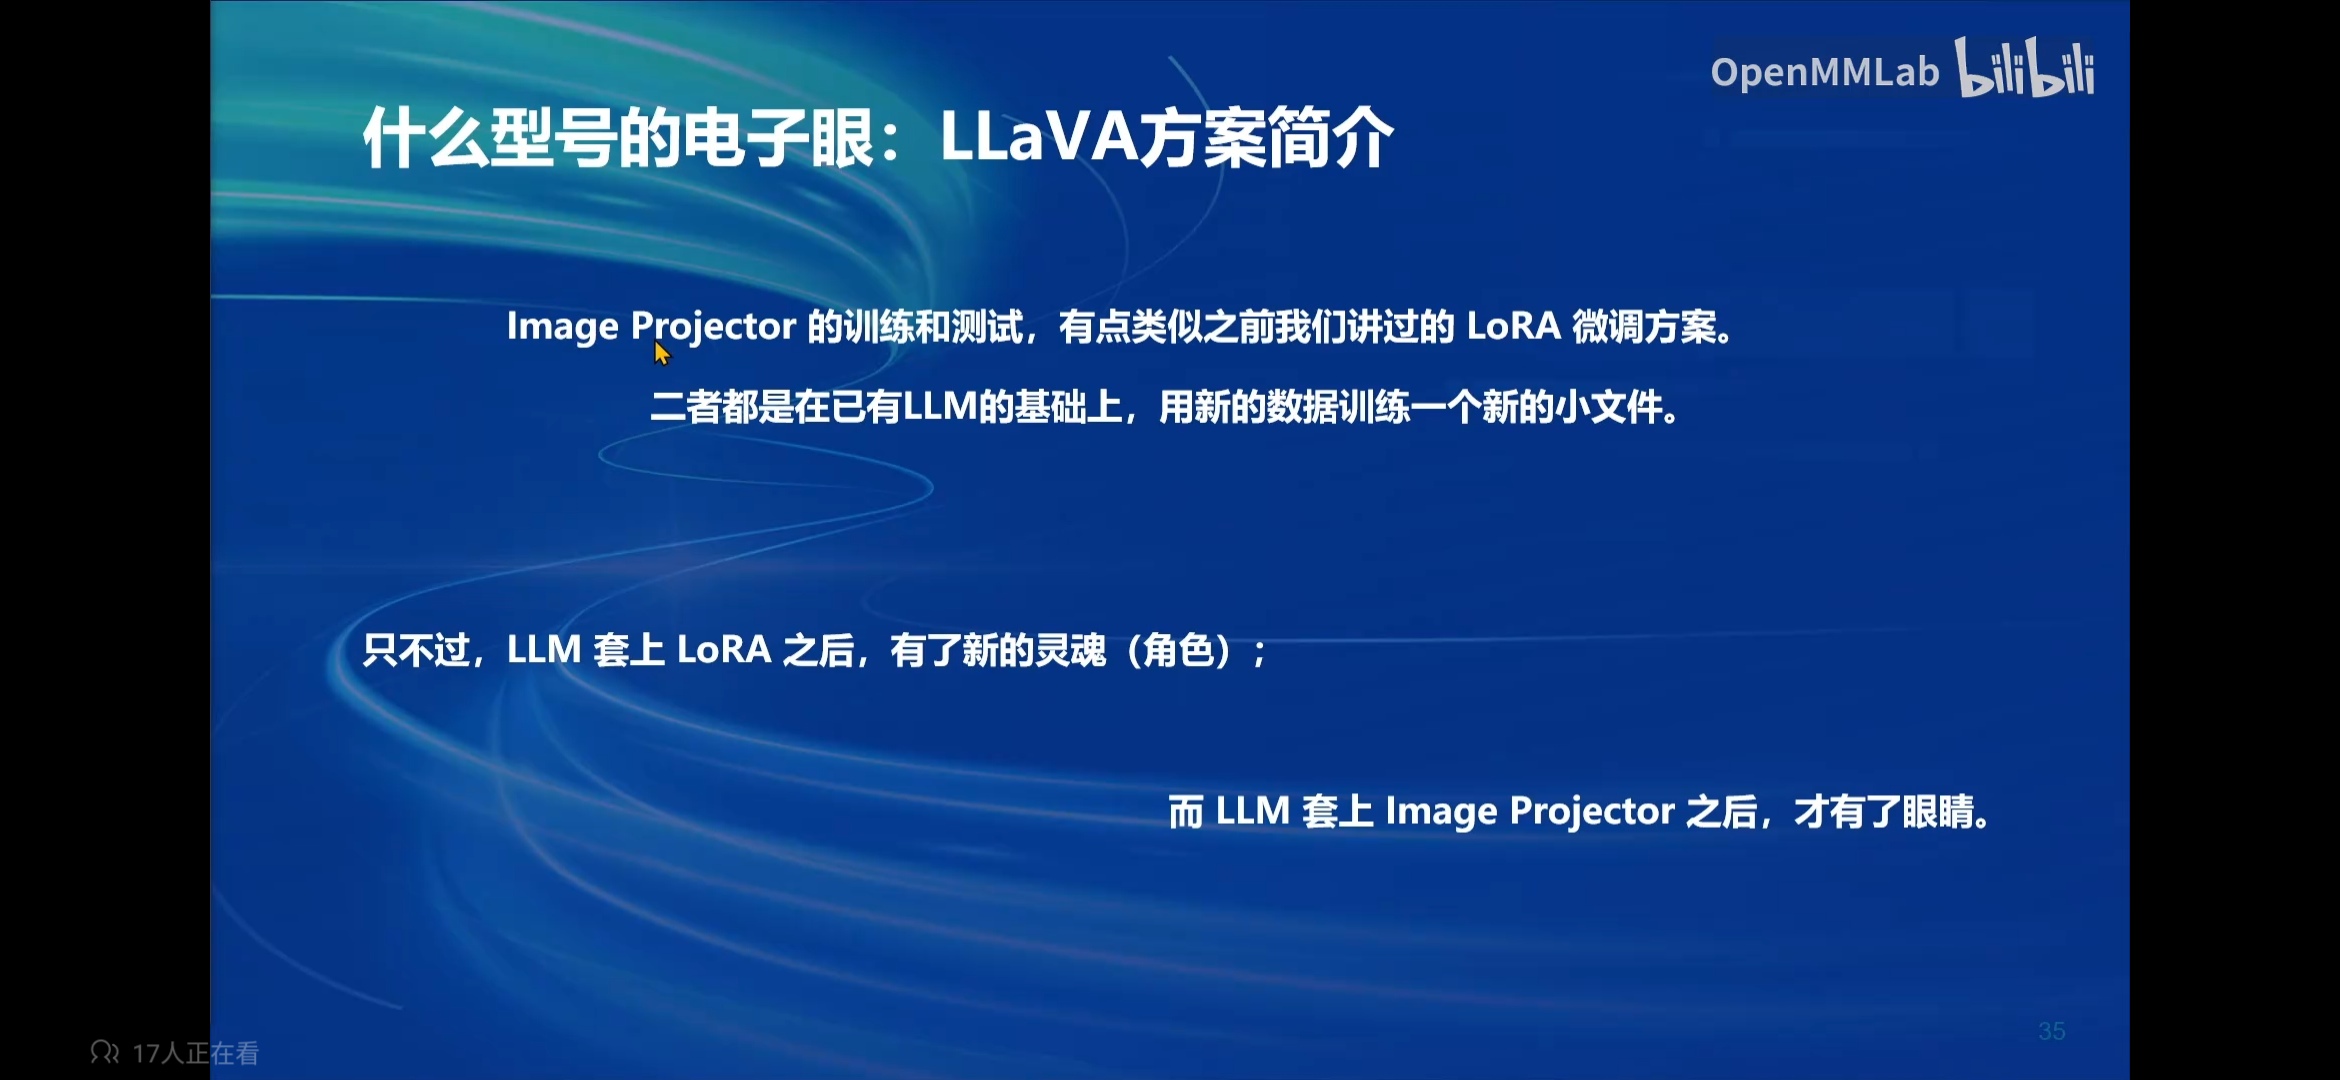 OpenMMLab bilibili
什么型号的电子眼：LLaVA方案简介
Image Projector 的训练和测试，有点类似之前我们讲过的 LoRA 微调方案。
二者都是在已有LLM的基础上，用新的数据训练一个新的小文件。
只不过，LLM 套上 LoRA 之后，有了新的灵魂（角色）；
而 LLM 套上 Image Projector 之后，才有了眼睛。
35
17人正在看